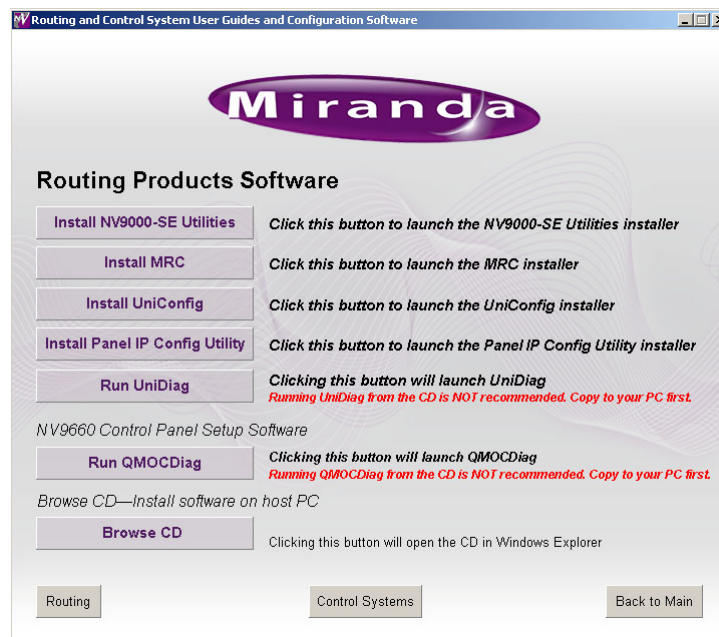 Routing and Control System User Guides and Configuration Software
Miranda
Routing Products Software
Install NV9000-SE Utilities Click this button to launch the NV9000-SE Utilities installer
Install MRC Click this button to launch the MRC installer
Install UniConfig Click this button to launch the UniConfig installer
Install Panel IP Config Utility Click this button to launch the Panel IP Config Utility installer
Run UniDiag Clicking this button will launch UniDiag
Running UniDiag from the CD is NOT recommended. Copy to your PC first.
NV9660 Control Panel Setup Software
Run QMOCDiag Clicking this button will launch QMOCDiag
Running QMOCDiag from the CD is NOT recommended. Copy to your PC first.
Browse CD—Install software on host PC
Browse CD Clicking this button will open the CD in Windows Explorer
Routing Control Systems Back to Main